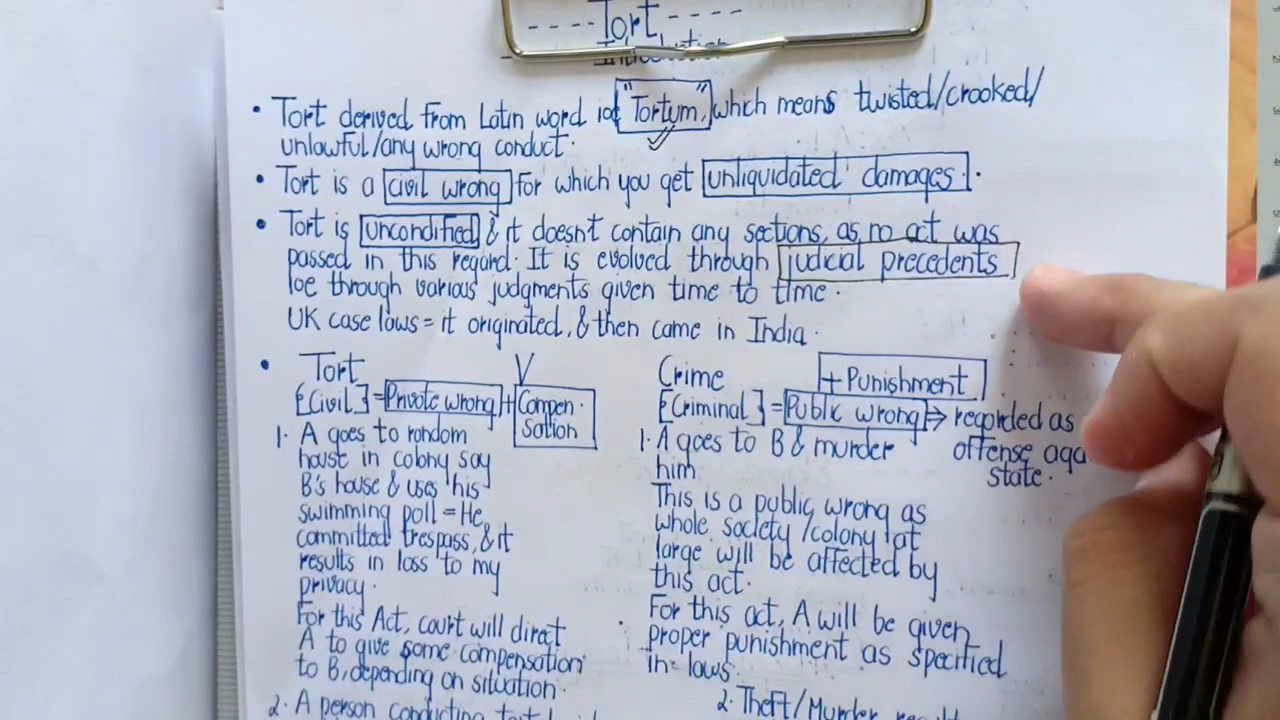 ---- Tort -----
• Tort derived from Latin word "Tortum," which means twisted/crooked/
unlawful/any wrong conduct.
• Tort is a civil wrong for which you get unliquidated damages.
• Tort is uncondified & it doesn't contain any sections, as no act was
passed in this regard. It is evolved through judicial precedents
ioe through various judgments given time to time.
UK case laws = it originated, & then came in India.
• Tort V Crime + Punishment
[Civil] = Private wrong + Compen-
sation
[Criminal] = Public wrong → regarded as
offense aga
state.
1. A goes to random
house in colony say
B's house & uses his
swimming poll = He
committed trespass, & it
results in loss to my
privacy.
For this Act, court will direct
A to give some compensation
to B, depending on situation.
2. A person conducting tort
1. A goes to B & murder
him
This is a public wrong as
whole society/colony at
large will be affected by
this act.
For this act, A will be given
proper punishment as specified
in laws.
2. Theft/Murder